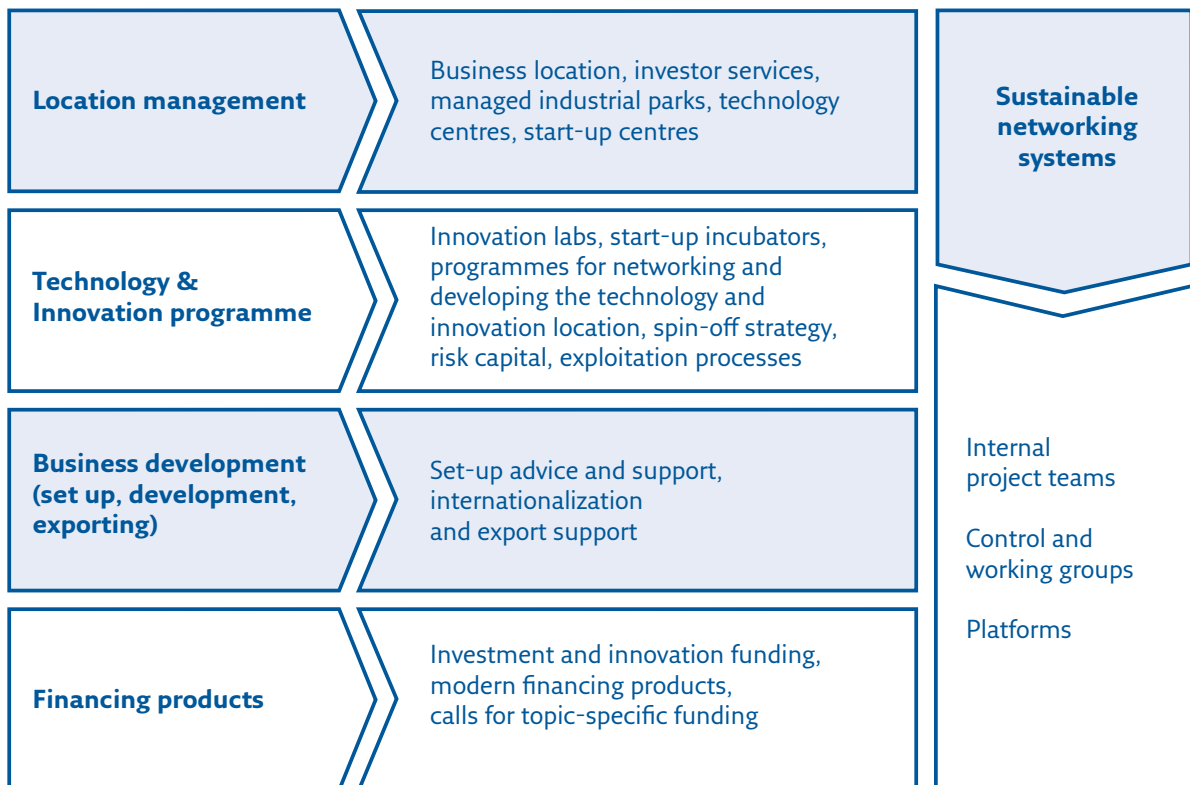 Location management
Business location, investor services,
managed industrial parks, technology
centres, start-up centres
Technology &
Innovation programme
Innovation labs, start-up incubators,
programmes for networking and
developing the technology and
innovation location, spin-off strategy,
risk capital, exploitation processes
Business development
(set up, development,
exporting)
Set-up advice and support,
internationalization
and export support
Financing products
Investment and innovation funding,
modern financing products,
calls for topic-specific funding
Sustainable
networking
systems
Internal
project teams
Control and
working groups
Platforms